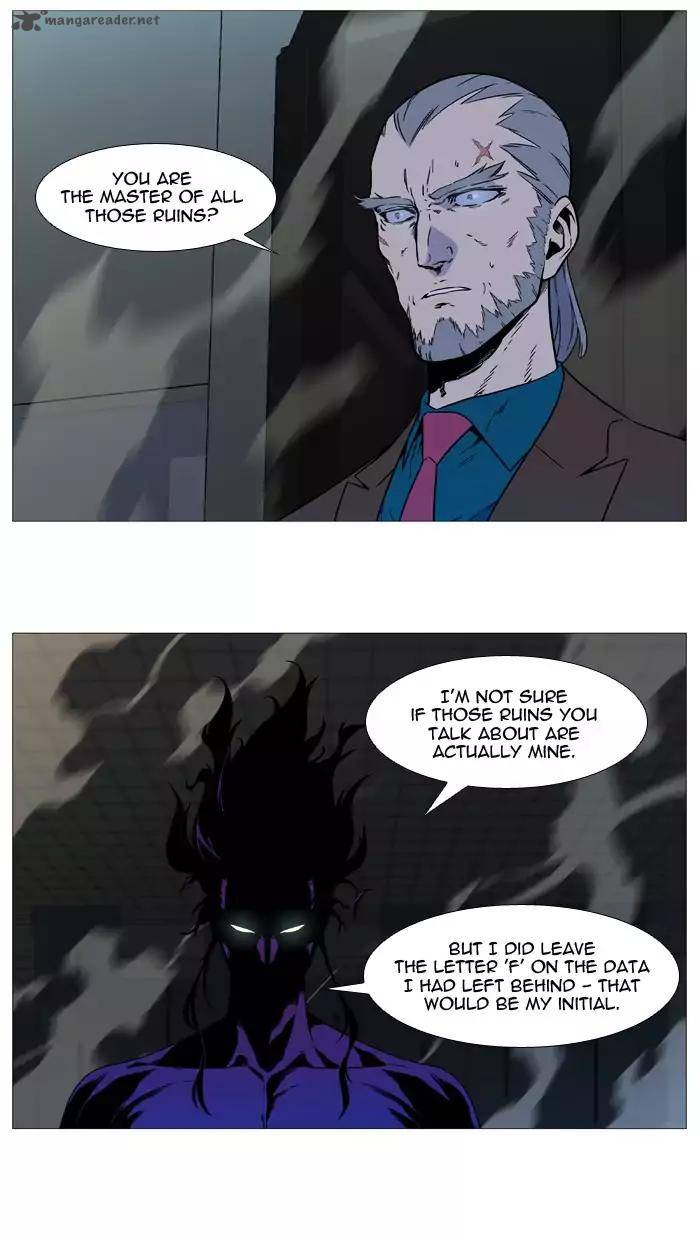 mangareader.net
YOU ARE
THE MASTER OF ALL
THOSE RUINS?
I'M NOT SURE
IF THOSE RUINS YOU
TALK ABOUT ARE
ACTUALLY MINE.
BUT I DID LEAVE
THE LETTER 'F' ON THE DATA
I HAD LEFT BEHIND - THAT
WOULD BE MY INITIAL.